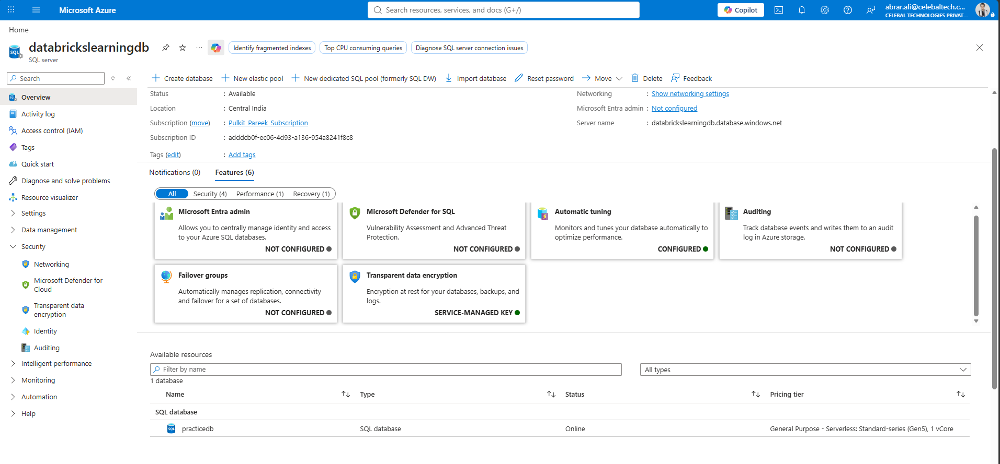 Microsoft Azure
Search resources, services, and docs (G+/)
Copilot
abrar.ali@celebaltech.c...
CELEBAL TECHNOLOGIES PRIVAT...
Home
databrickslearningdb
SQL server
Identify fragmented indexes
Top CPU consuming queries
Diagnose SQL server connection issues
Search
Overview
Activity log
Access control (IAM)
Tags
Quick start
Diagnose and solve problems
Resource visualizer
Settings
Data management
Security
Networking
Microsoft Defender for
Cloud
Transparent data
encryption
Identity
Auditing
Intelligent performance
Monitoring
Automation
Help
Create database
New elastic pool
New dedicated SQL pool (formerly SQL DW)
Import database
Reset password
Move
Delete
Feedback
Status : Available
Location : Central India
Subscription (move) : Pulkit_Pareek_Subscription
Subscription ID : adddcb0f-ec06-4d93-a136-954a8241f8c8
Tags (edit) : Add tags
Networking : Show networking settings
Microsoft Entra admin : Not configured
Server name : databrickslearningdb.database.windows.net
Notifications (0)
Features (6)
All
Security (4)
Performance (1)
Recovery (1)
Microsoft Entra admin
Allows you to centrally manage identity and access
to your Azure SQL databases.
NOT CONFIGURED
Microsoft Defender for SQL
Vulnerability Assessment and Advanced Threat
Protection.
NOT CONFIGURED
Automatic tuning
Monitors and tunes your database automatically to
optimize performance.
CONFIGURED
Auditing
Track database events and writes them to an audit
log in Azure storage.
NOT CONFIGURED
Failover groups
Automatically manages replication, connectivity
and failover for a set of databases.
NOT CONFIGURED
Transparent data encryption
Encryption at rest for your databases, backups, and
logs.
SERVICE-MANAGED KEY
Available resources
Filter by name
All types
1 database
Name Type Status Pricing tier
SQL database
SQL practicedb SQL database Online General Purpose - Serverless: Standard-series (Gen5), 1 vCore